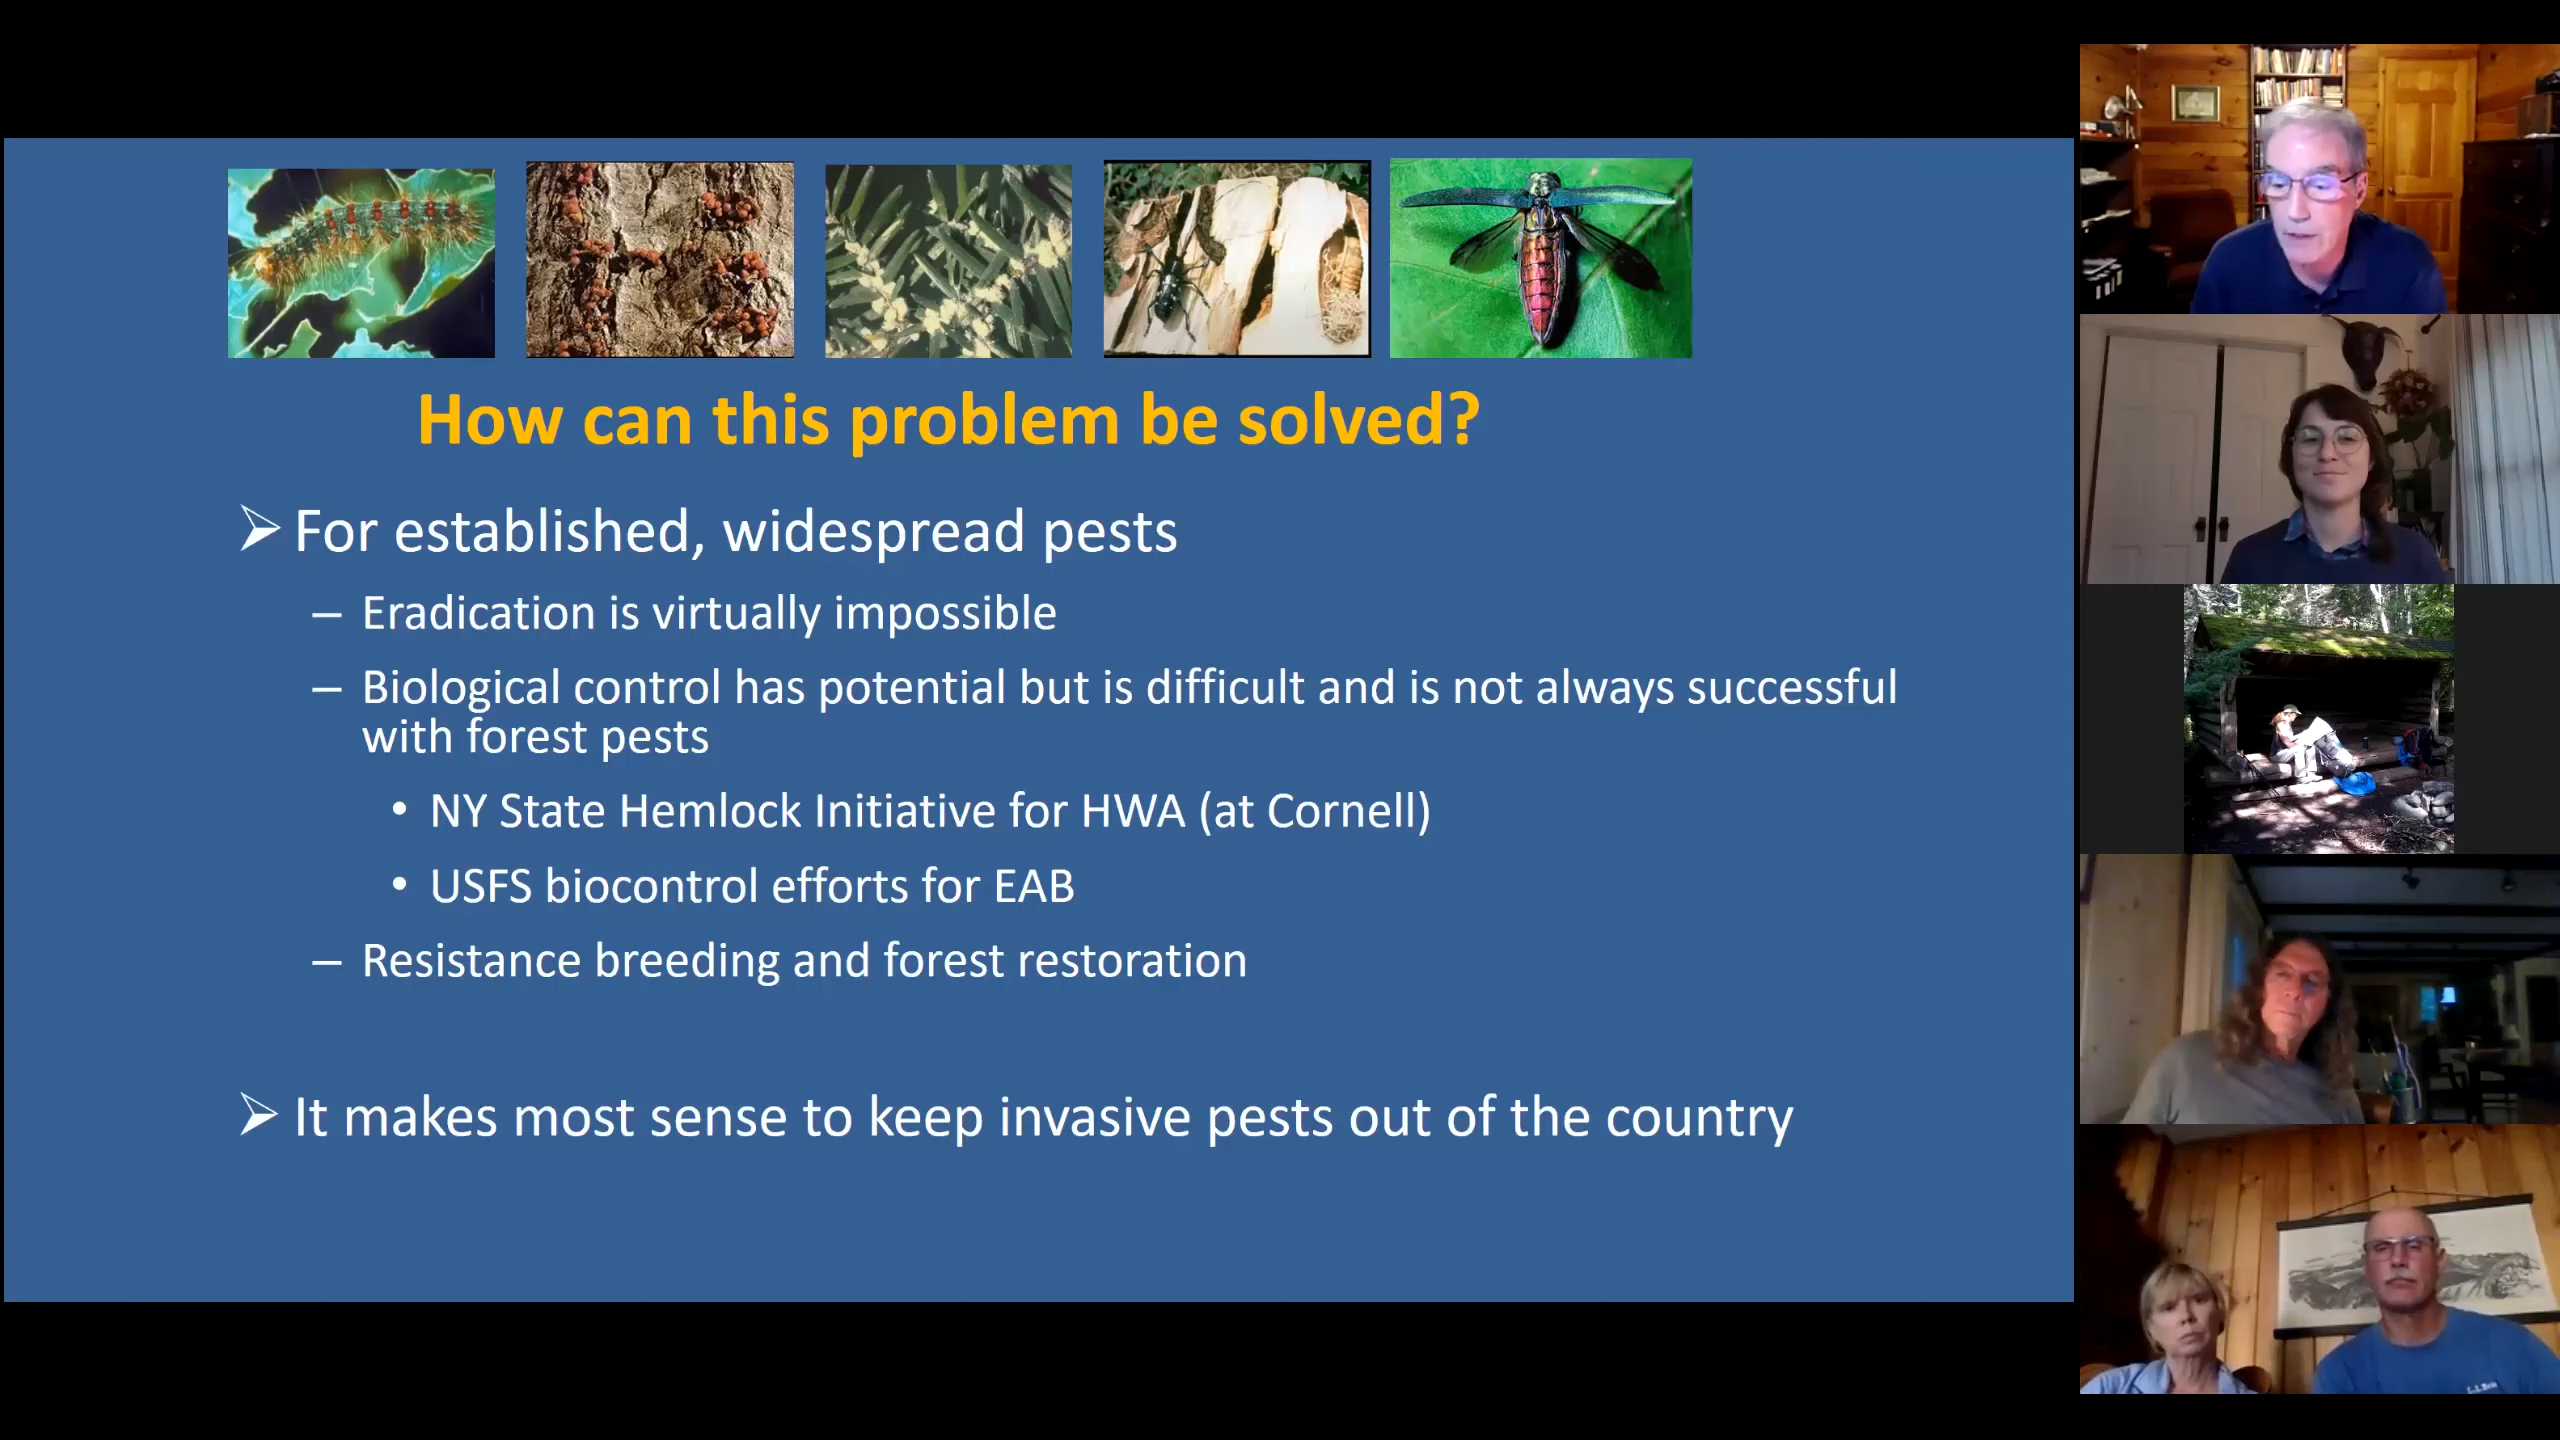 How can this problem be solved?
➢ For established, widespread pests
– Eradication is virtually impossible
– Biological control has potential but is difficult and is not always successful
with forest pests
• NY State Hemlock Initiative for HWA (at Cornell)
• USFS biocontrol efforts for EAB
– Resistance breeding and forest restoration
➢ It makes most sense to keep invasive pests out of the country